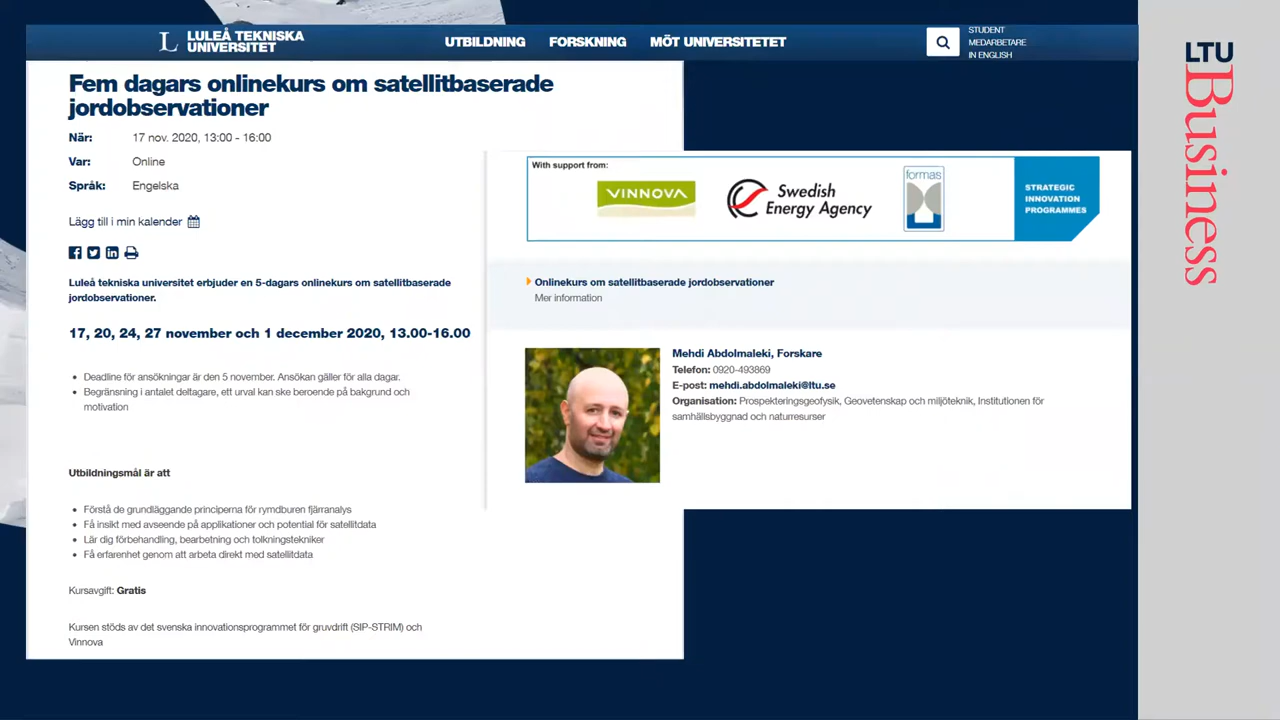 LULEÅ TEKNISKA
UNIVERSITET
UTBILDNING
FORSKNING
MÖT UNIVERSITETET
STUDENT
MEDARBETARE
IN ENGLISH
LTU
Business
Fem dagars onlinekurs om satellitbaserade
jordobservationer
När: 17 nov. 2020, 13:00 - 16:00
Var: Online
Språk: Engelska
Lägg till i min kalender
Luleå tekniska universitet erbjuder en 5-dagars onlinekurs om satellitbaserade
jordobservationer.
17, 20, 24, 27 november och 1 december 2020, 13.00-16.00
• Deadline för ansökningar är den 5 november. Ansökan gäller för alla dagar.
• Begränsning i antalet deltagare, ett urval kan ske beroende på bakgrund och
motivation
Utbildningsmål är att
• Förstå de grundläggande principerna för rymdburen fjärranalys
• Få insikt med avseende på applikationer och potential för satellitdata
• Lär dig förbehandling, bearbetning och tolkningstekniker
• Få erfarenhet genom att arbeta direkt med satellitdata
Kursavgift: Gratis
Kursen stöds av det svenska innovationsprogrammet för gruvdrift (SIP-STRIM) och
Vinnova
With support from:
VINNOVA
Swedish
Energy Agency
formas
STRATEGIC
INNOVATION
PROGRAMMES
Onlinekurs om satellitbaserade jordobservationer
Mer information
Mehdi Abdolmaleki, Forskare
Telefon: 0920-493869
E-post: mehdi.abdolmaleki@ltu.se
Organisation: Prospekteringsgeofysik, Geovetenskap och miljöteknik, Institutionen för
samhällsbyggnad och naturresurser